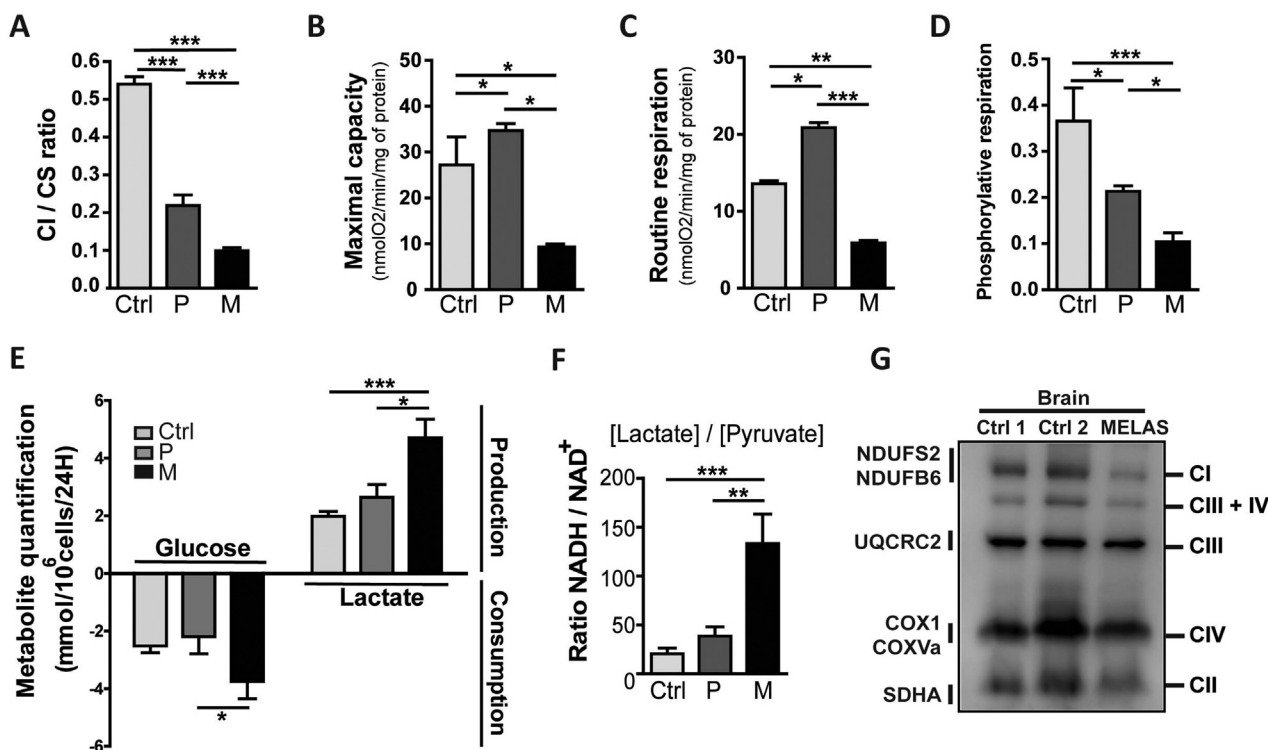 A
CI / CS ratio
0.6
0.5
0.4
0.3
0.2
0.1
0.0
***
***
***
Ctrl P M
B
Maximal capacity
(nmolO2/min/mg of protein)
50
40
30
20
10
0
*
*
*
Ctrl P M
C
Routine respiration
(nmolO2/min/mg of protein)
30
20
10
0
**
*
***
Ctrl P M
D
Phosphorylative respiration
0.5
0.4
0.3
0.2
0.1
0.0
***
*
*
Ctrl P M
E
Metabolite quantification
(mmol/10⁶cells/24H)
6
4
2
0
-2
-4
-6
Ctrl
P
M
***
*
Glucose
Lactate
*
Production
Consumption
F
[Lactate] / [Pyruvate]
Ratio NADH / NAD⁺
200
150
100
50
0
***
**
Ctrl P M
G
Brain
Ctrl 1 Ctrl 2 MELAS
NDUFS2
NDUFB6
UQCRC2
COX1
COXVa
SDHA
CI
CIII + IV
CIII
CIV
CII